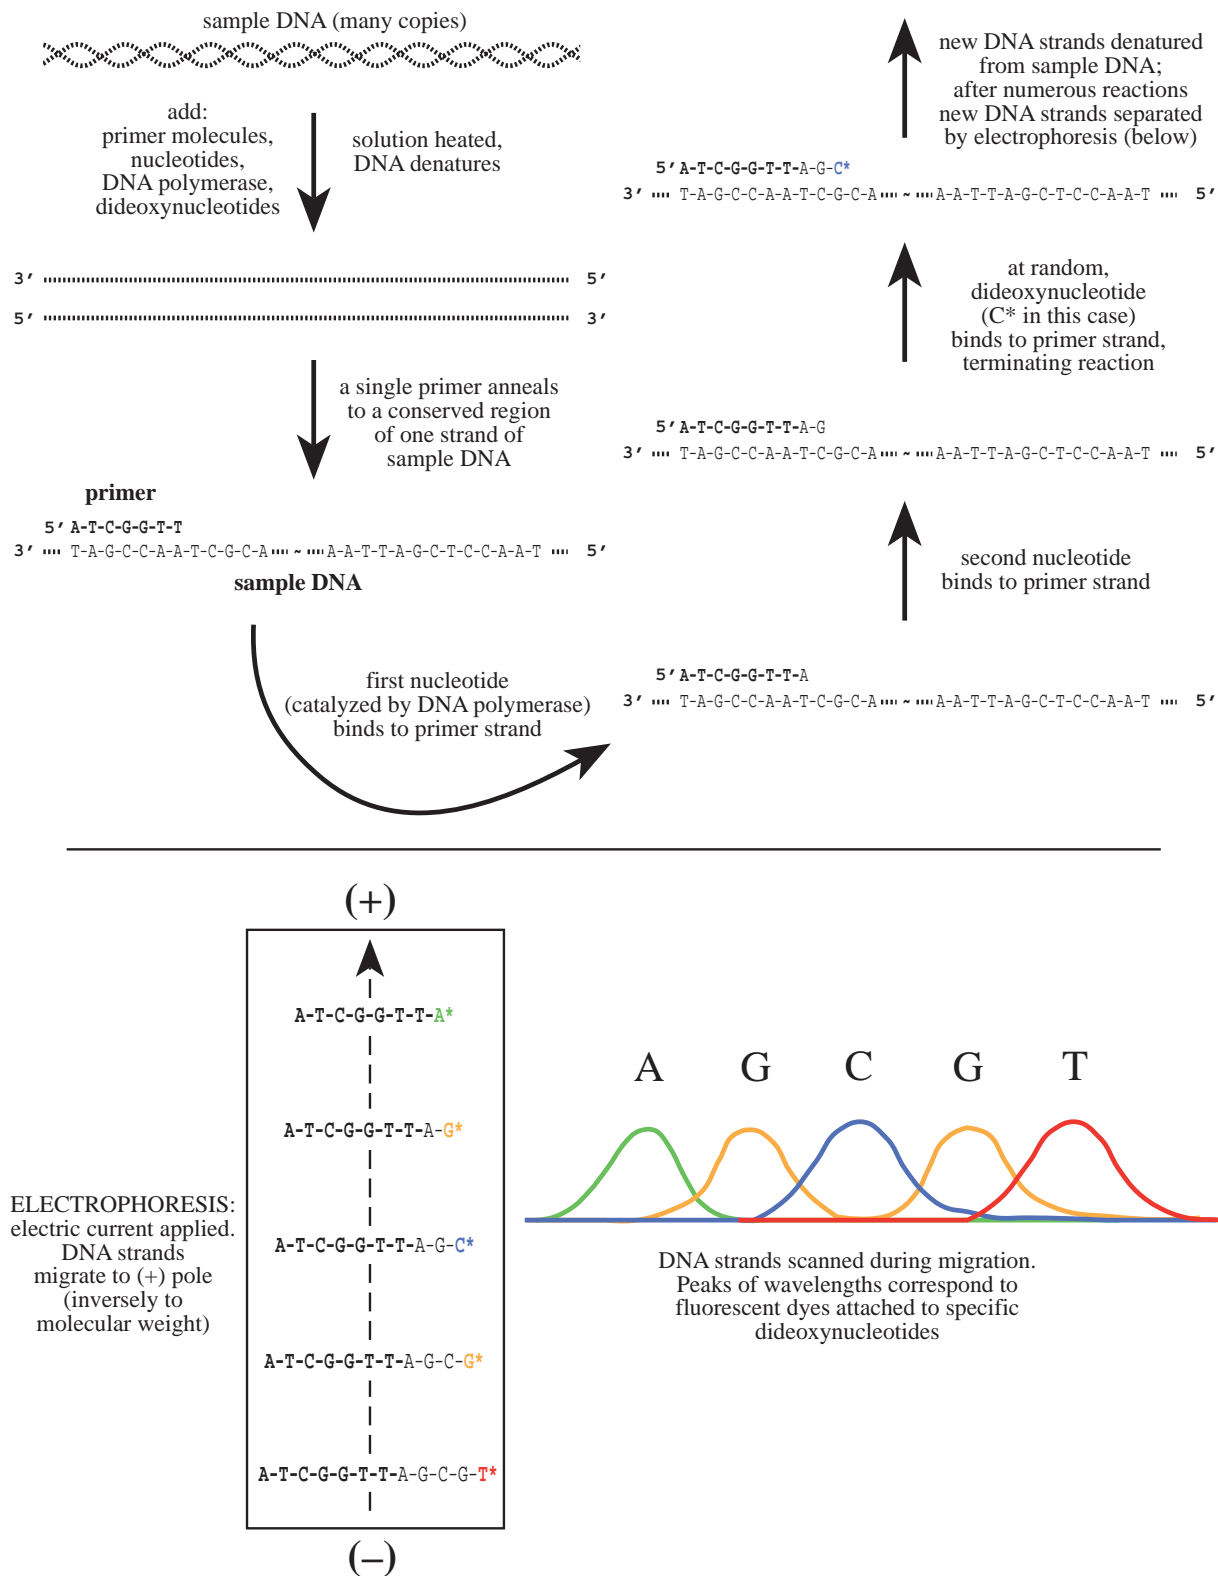 sample DNA (many copies)
add:
primer molecules,
nucleotides,
DNA polymerase,
dideoxynucleotides
solution heated,
DNA denatures
3′ 5′
5′ 3′
a single primer anneals
to a conserved region
of one strand of
sample DNA
primer
5′ A-T-C-G-G-T-T
3′ T-A-G-C-C-A-A-T-C-G-C-A ~ A-A-T-T-A-G-C-T-C-C-A-A-T 5′
sample DNA
first nucleotide
(catalyzed by DNA polymerase)
binds to primer strand
5′ A-T-C-G-G-T-T-A
3′ T-A-G-C-C-A-A-T-C-G-C-A ~ A-A-T-T-A-G-C-T-C-C-A-A-T 5′
second nucleotide
binds to primer strand
5′ A-T-C-G-G-T-T-A-G
3′ T-A-G-C-C-A-A-T-C-G-C-A ~ A-A-T-T-A-G-C-T-C-C-A-A-T 5′
at random,
dideoxynucleotide
(C* in this case)
binds to primer strand,
terminating reaction
5′ A-T-C-G-G-T-T-A-G-C*
3′ T-A-G-C-C-A-A-T-C-G-C-A ~ A-A-T-T-A-G-C-T-C-C-A-A-T 5′
new DNA strands denatured
from sample DNA;
after numerous reactions
new DNA strands separated
by electrophoresis (below)
(+)
A-T-C-G-G-T-T-A*
A-T-C-G-G-T-T-A-G*
A-T-C-G-G-T-T-A-G-C*
A-T-C-G-G-T-T-A-G-C-G*
A-T-C-G-G-T-T-A-G-C-G-T*
(–)
ELECTROPHORESIS:
electric current applied.
DNA strands
migrate to (+) pole
(inversely to
molecular weight)
A G C G T
DNA strands scanned during migration.
Peaks of wavelengths correspond to
fluorescent dyes attached to specific
dideoxynucleotides